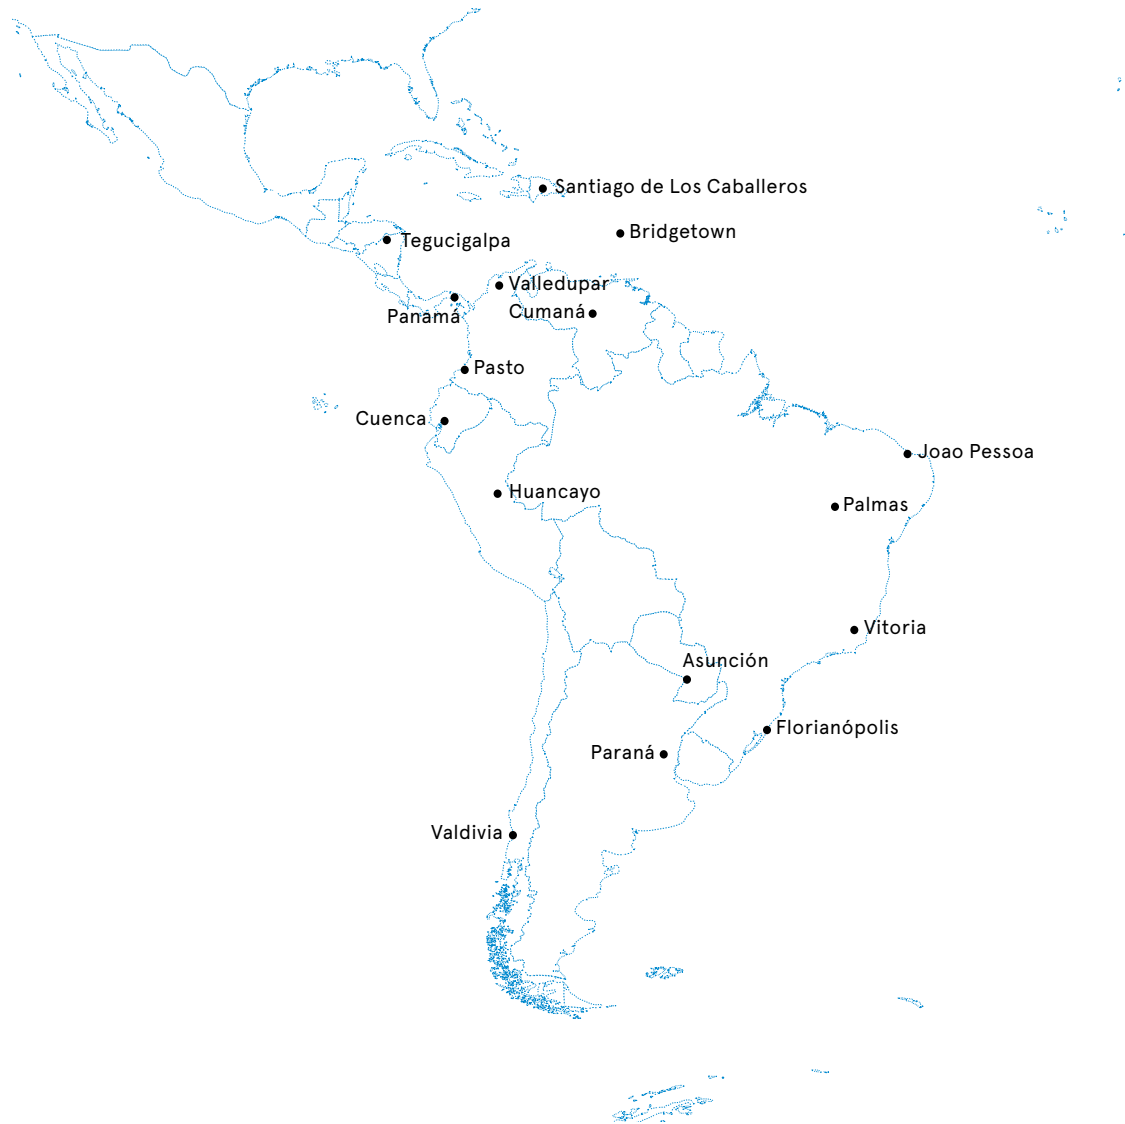 Santiago de Los Caballeros
Bridgetown
Tegucigalpa
Valledupar
Cumaná
Panamá
Pasto
Cuenca
Joao Pessoa
Huancayo
Palmas
Vitoria
Asunción
Florianópolis
Paraná
Valdivia